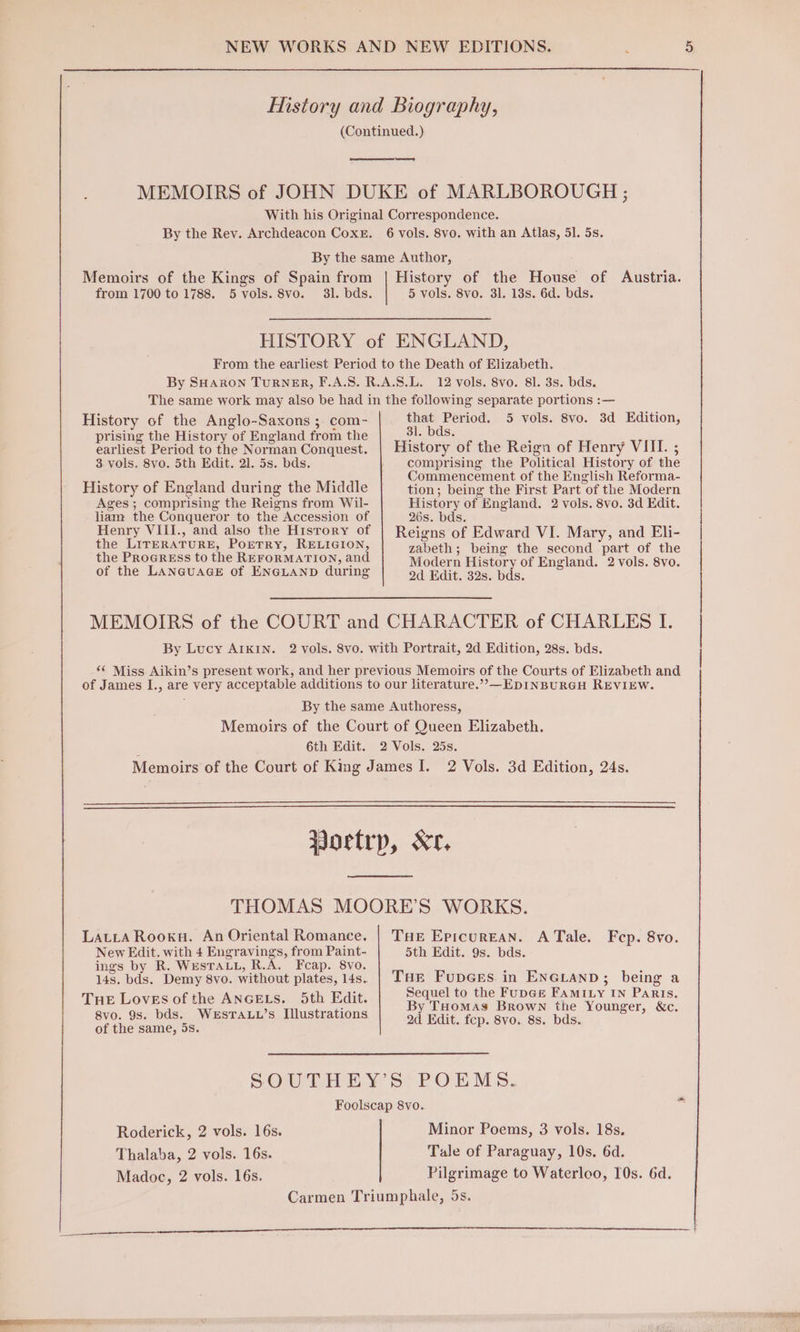 NEW WORKS AND NEW EDITIONS. 5
History and Biography,
(Continued.)
MEMOIRS of JOHN DUKE of MARLBOROUGH;
With his Original Correspondence.
By the Rev. Archdeacon COXE. 6 vols. 8vo. with an Atlas, 5l. 5s.
By the same Author,
Memoirs of the Kings of Spain from
from 1700 to 1788. 5 vols. 8vo. 3l. bds.
History of the House of Austria.
5 vols. 8vo. 3l. 13s. 6d. bds.
HISTORY of ENGLAND,
From the earliest Period to the Death of Elizabeth.
By SHARON TURNER, F.A.S. R.A.S.L. 12 vols. 8vo. 8l. 3s. bds.
The same work may also be had in the following separate portions :—
History of the Anglo-Saxons; com-
prising the History of England from the
earliest Period to the Norman Conquest.
3 vols. 8vo. 5th Edit. 2l. 5s. bds.
History of England during the Middle
Ages; comprising the Reigns from Wil-
liam the Conqueror to the Accession of
Henry VIII., and also the HISTORY of
the LITERATURE, POETRY, RELIGION,
the PROGRESS to the REFORMATION, and
of the LANGUAGE of ENGLAND during
that Period. 5 vols. 8vo. 3d Edition,
3l. bds.
History of the Reign of Henry VIII. ;
comprising the Political History of the
Commencement of the English Reforma-
tion; being the First Part of the Modern
History of England. 2 vols. 8vo. 3d Edit.
26s. bds.
Reigns of Edward VI. Mary, and Eli-
zabeth; being the second part of the
Modern History of England. 2 vols. 8vo.
2d Edit. 32s. bds.
MEMOIRS of the COURT and CHARACTER of CHARLES I.
By LUCY AIKIN. 2 vols. 8vo. with Portrait, 2d Edition, 28s. bds.
“ Miss Aikin’s present work, and her previous Memoirs of the Courts of Elizabeth and
of James I., are very acceptable additions to our literature.”—EDINBURGH REVIEW.
By the same Authoress,
Memoirs of the Court of Queen Elizabeth.
6th Edit. 2 Vols. 25s.
Memoirs of the Court of King James I. 2 Vols. 3d Edition, 24s.
Poetry, &c.
THOMAS MOORE’S WORKS.
LALLA ROOKH. An Oriental Romance.
New Edit. with 4 Engravings, from Paint-
ings by R. WESTALL, R.A. Fcap. 8vo.
14s. bds. Demy 8vo. without plates, 14s.
THE LOVES of the ANGELS. 5th Edit.
8vo. 9s. bds. WESTALL’s Illustrations
of the same, 5s.
THE EPICUREAN. A Tale. Fcp. 8vo.
5th Edit. 9s. bds.
THE FUDGES in ENGLAND; being a
Sequel to the FUDGE FAMILY IN PARIS.
By THOMAS BROWN the Younger, &c.
2d Edit. fcp. 8vo. 8s. bds.
SOUTHEY’S POEMS.
Foolscap 8vo.
Roderick, 2 vols. 16s.
Thalaba, 2 vols. 16s.
Madoc, 2 vols. 16s.
Minor Poems, 3 vols. 18s.
Tale of Paraguay, 10s. 6d.
Pilgrimage to Waterloo, 10s. 6d.
Carmen Triumphale, 5s.